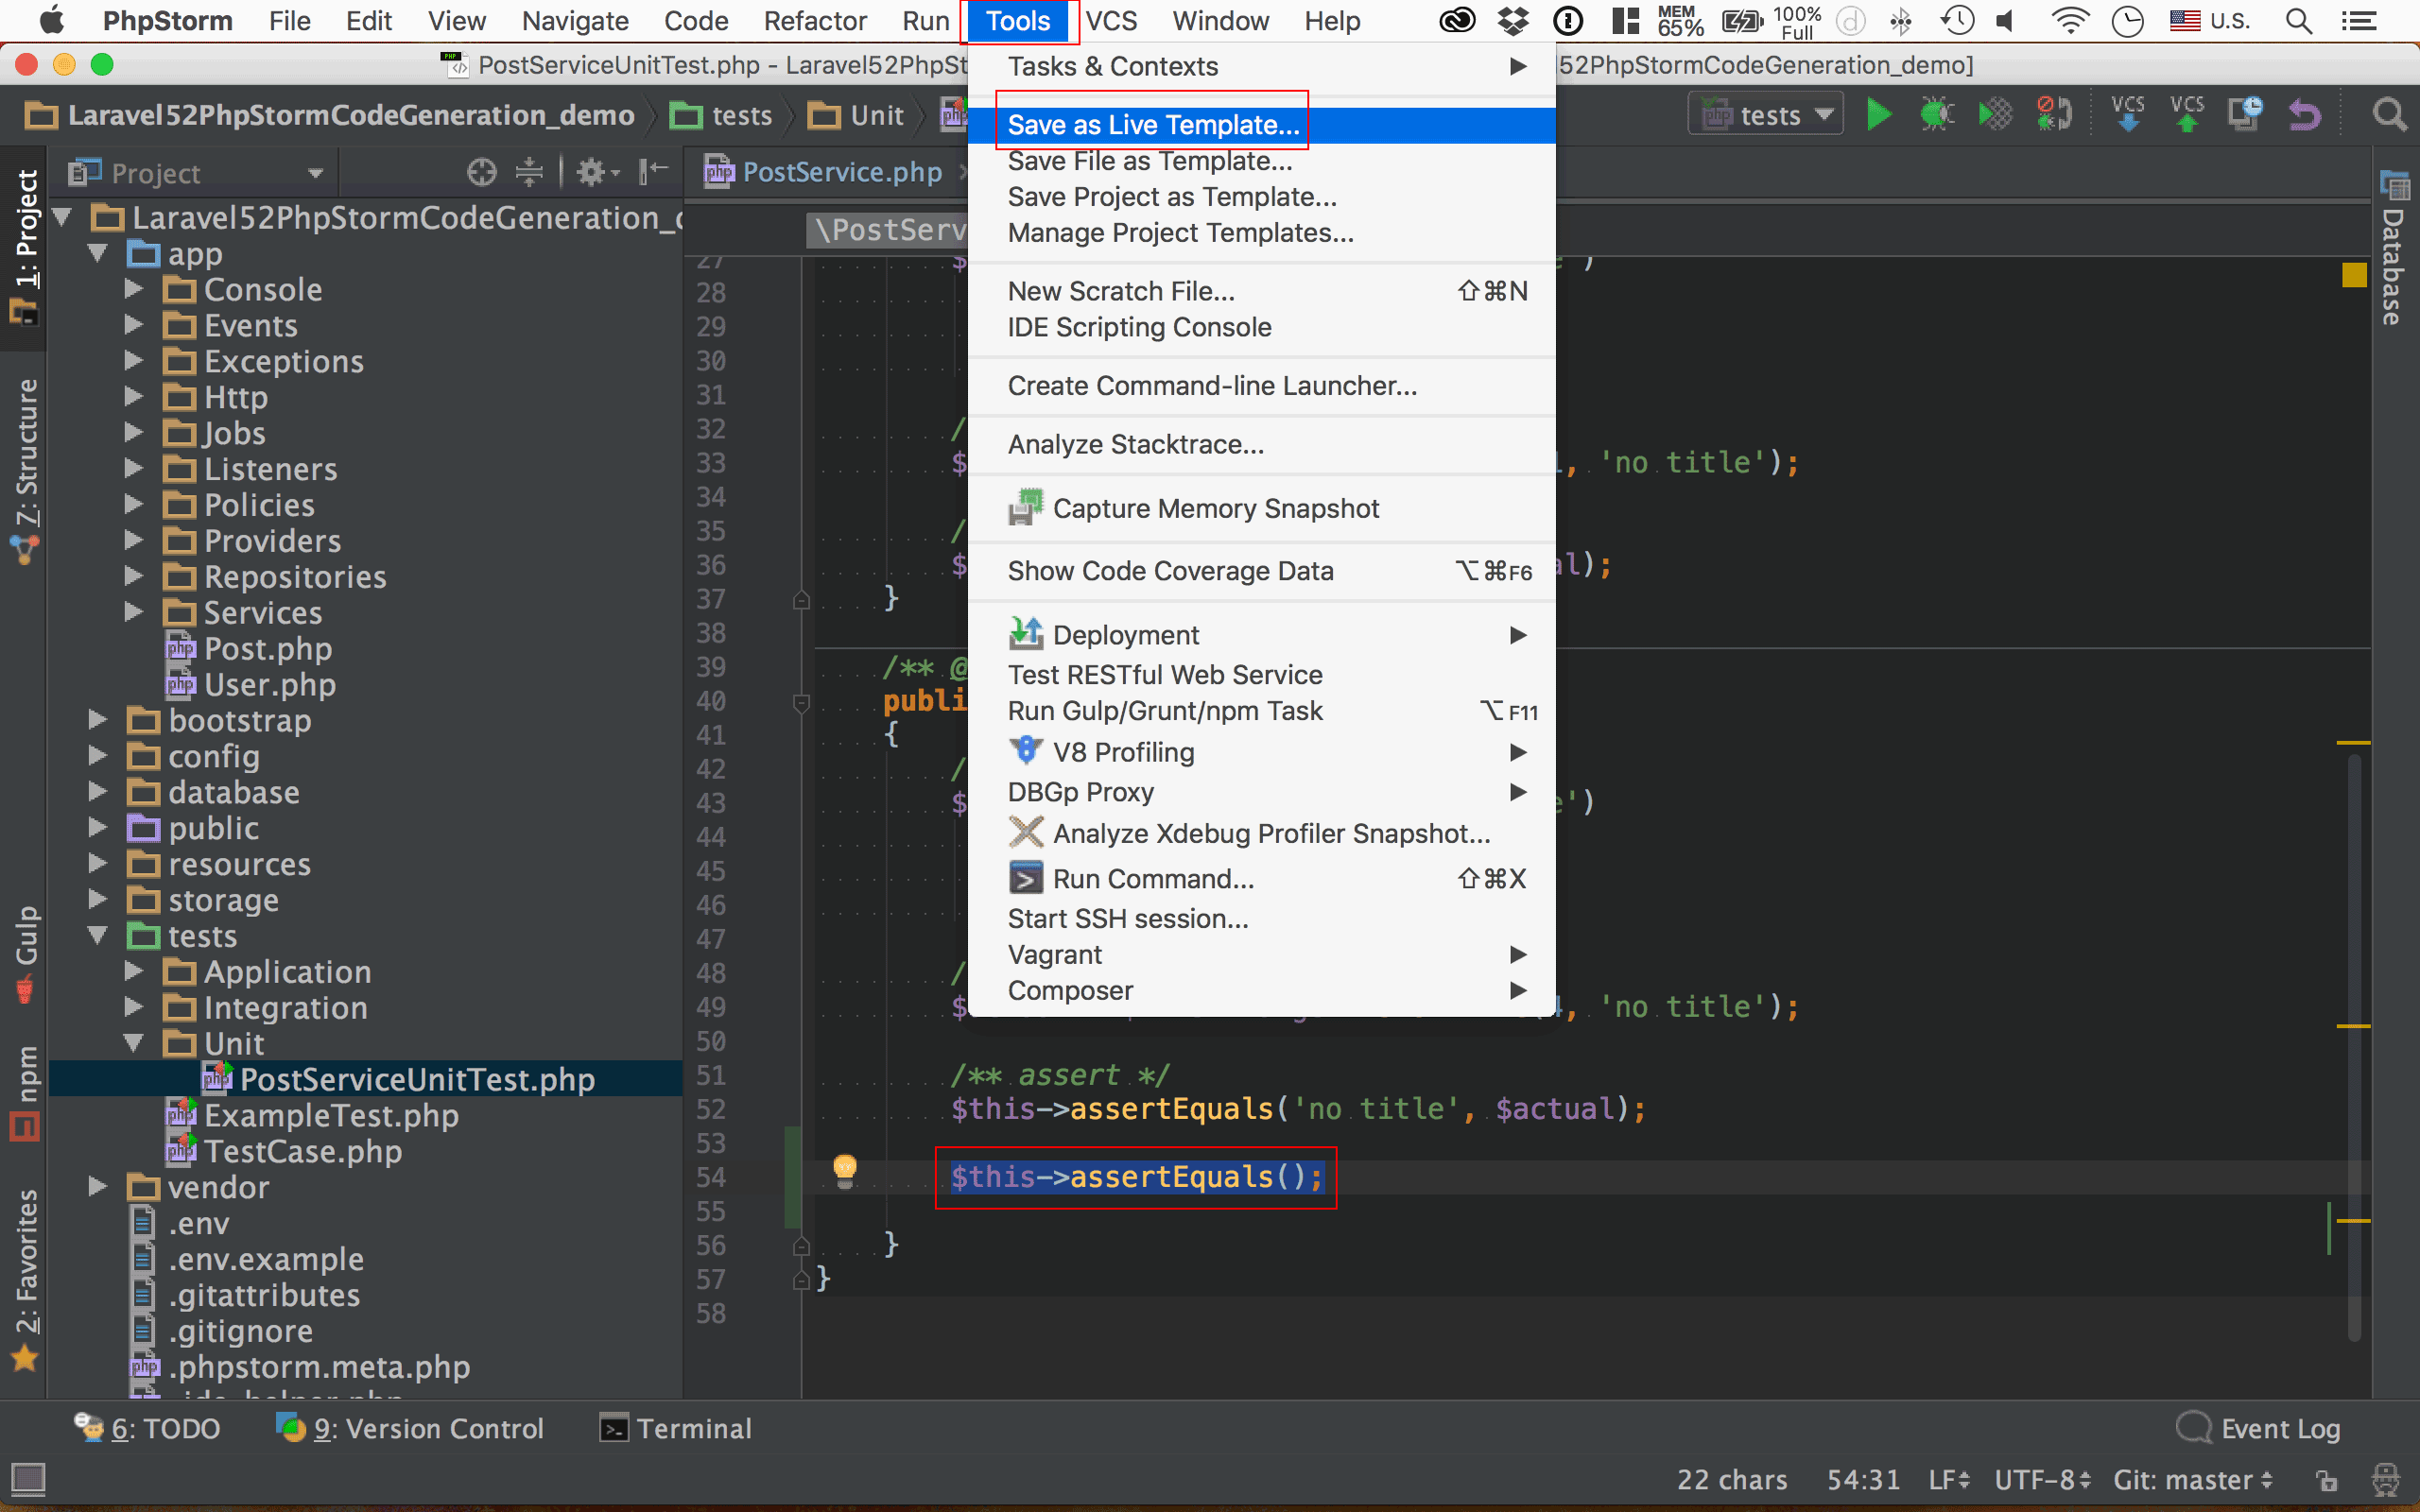 PhpStorm File Edit View Navigate Code Refactor Run Tools VCS Window Help MEM 65% 100% Full U.S.
PostServiceUnitTest.php - Laravel52PhpSt 52PhpStormCodeGeneration_demo]
Laravel52PhpStormCodeGeneration_demo tests Unit php tests VCS VCS
Project PostService.php
1: Project
7: Structure
Gulp
npm
2: Favorites
Database
Laravel52PhpStormCodeGeneration_
app
Console
Events
Exceptions
Http
Jobs
Listeners
Policies
Providers
Repositories
Services
Post.php
User.php
bootstrap
config
database
public
resources
storage
tests
Application
Integration
Unit
PostServiceUnitTest.php
ExampleTest.php
TestCase.php
vendor
.env
.env.example
.gitattributes
.gitignore
.phpstorm.meta.php
Tasks & Contexts
Save as Live Template...
Save File as Template...
Save Project as Template...
Manage Project Templates...
New Scratch File... ⇧⌘N
IDE Scripting Console
Create Command-line Launcher...
Analyze Stacktrace...
Capture Memory Snapshot
Show Code Coverage Data ⌥⌘F6
Deployment
Test RESTful Web Service
Run Gulp/Grunt/npm Task ⌥F11
V8 Profiling
DBGp Proxy
Analyze Xdebug Profiler Snapshot...
Run Command... ⇧⌘X
Start SSH session...
Vagrant
Composer
\PostServ
27 $ ')
28
29
30
31
32 /
33 $ , 'no title');
34
35 /
36 $ al);
37 }
38
39 /** @
40 publi
41 {
42 /
43 $ e')
44
45
46
47
48 /
49 $ 4, 'no title');
50
51 /** assert */
52 $this->assertEquals('no title', $actual);
53
54 $this->assertEquals();
55
56 }
57 }
58
6: TODO 9: Version Control Terminal Event Log
22 chars 54:31 LF UTF-8 Git: master